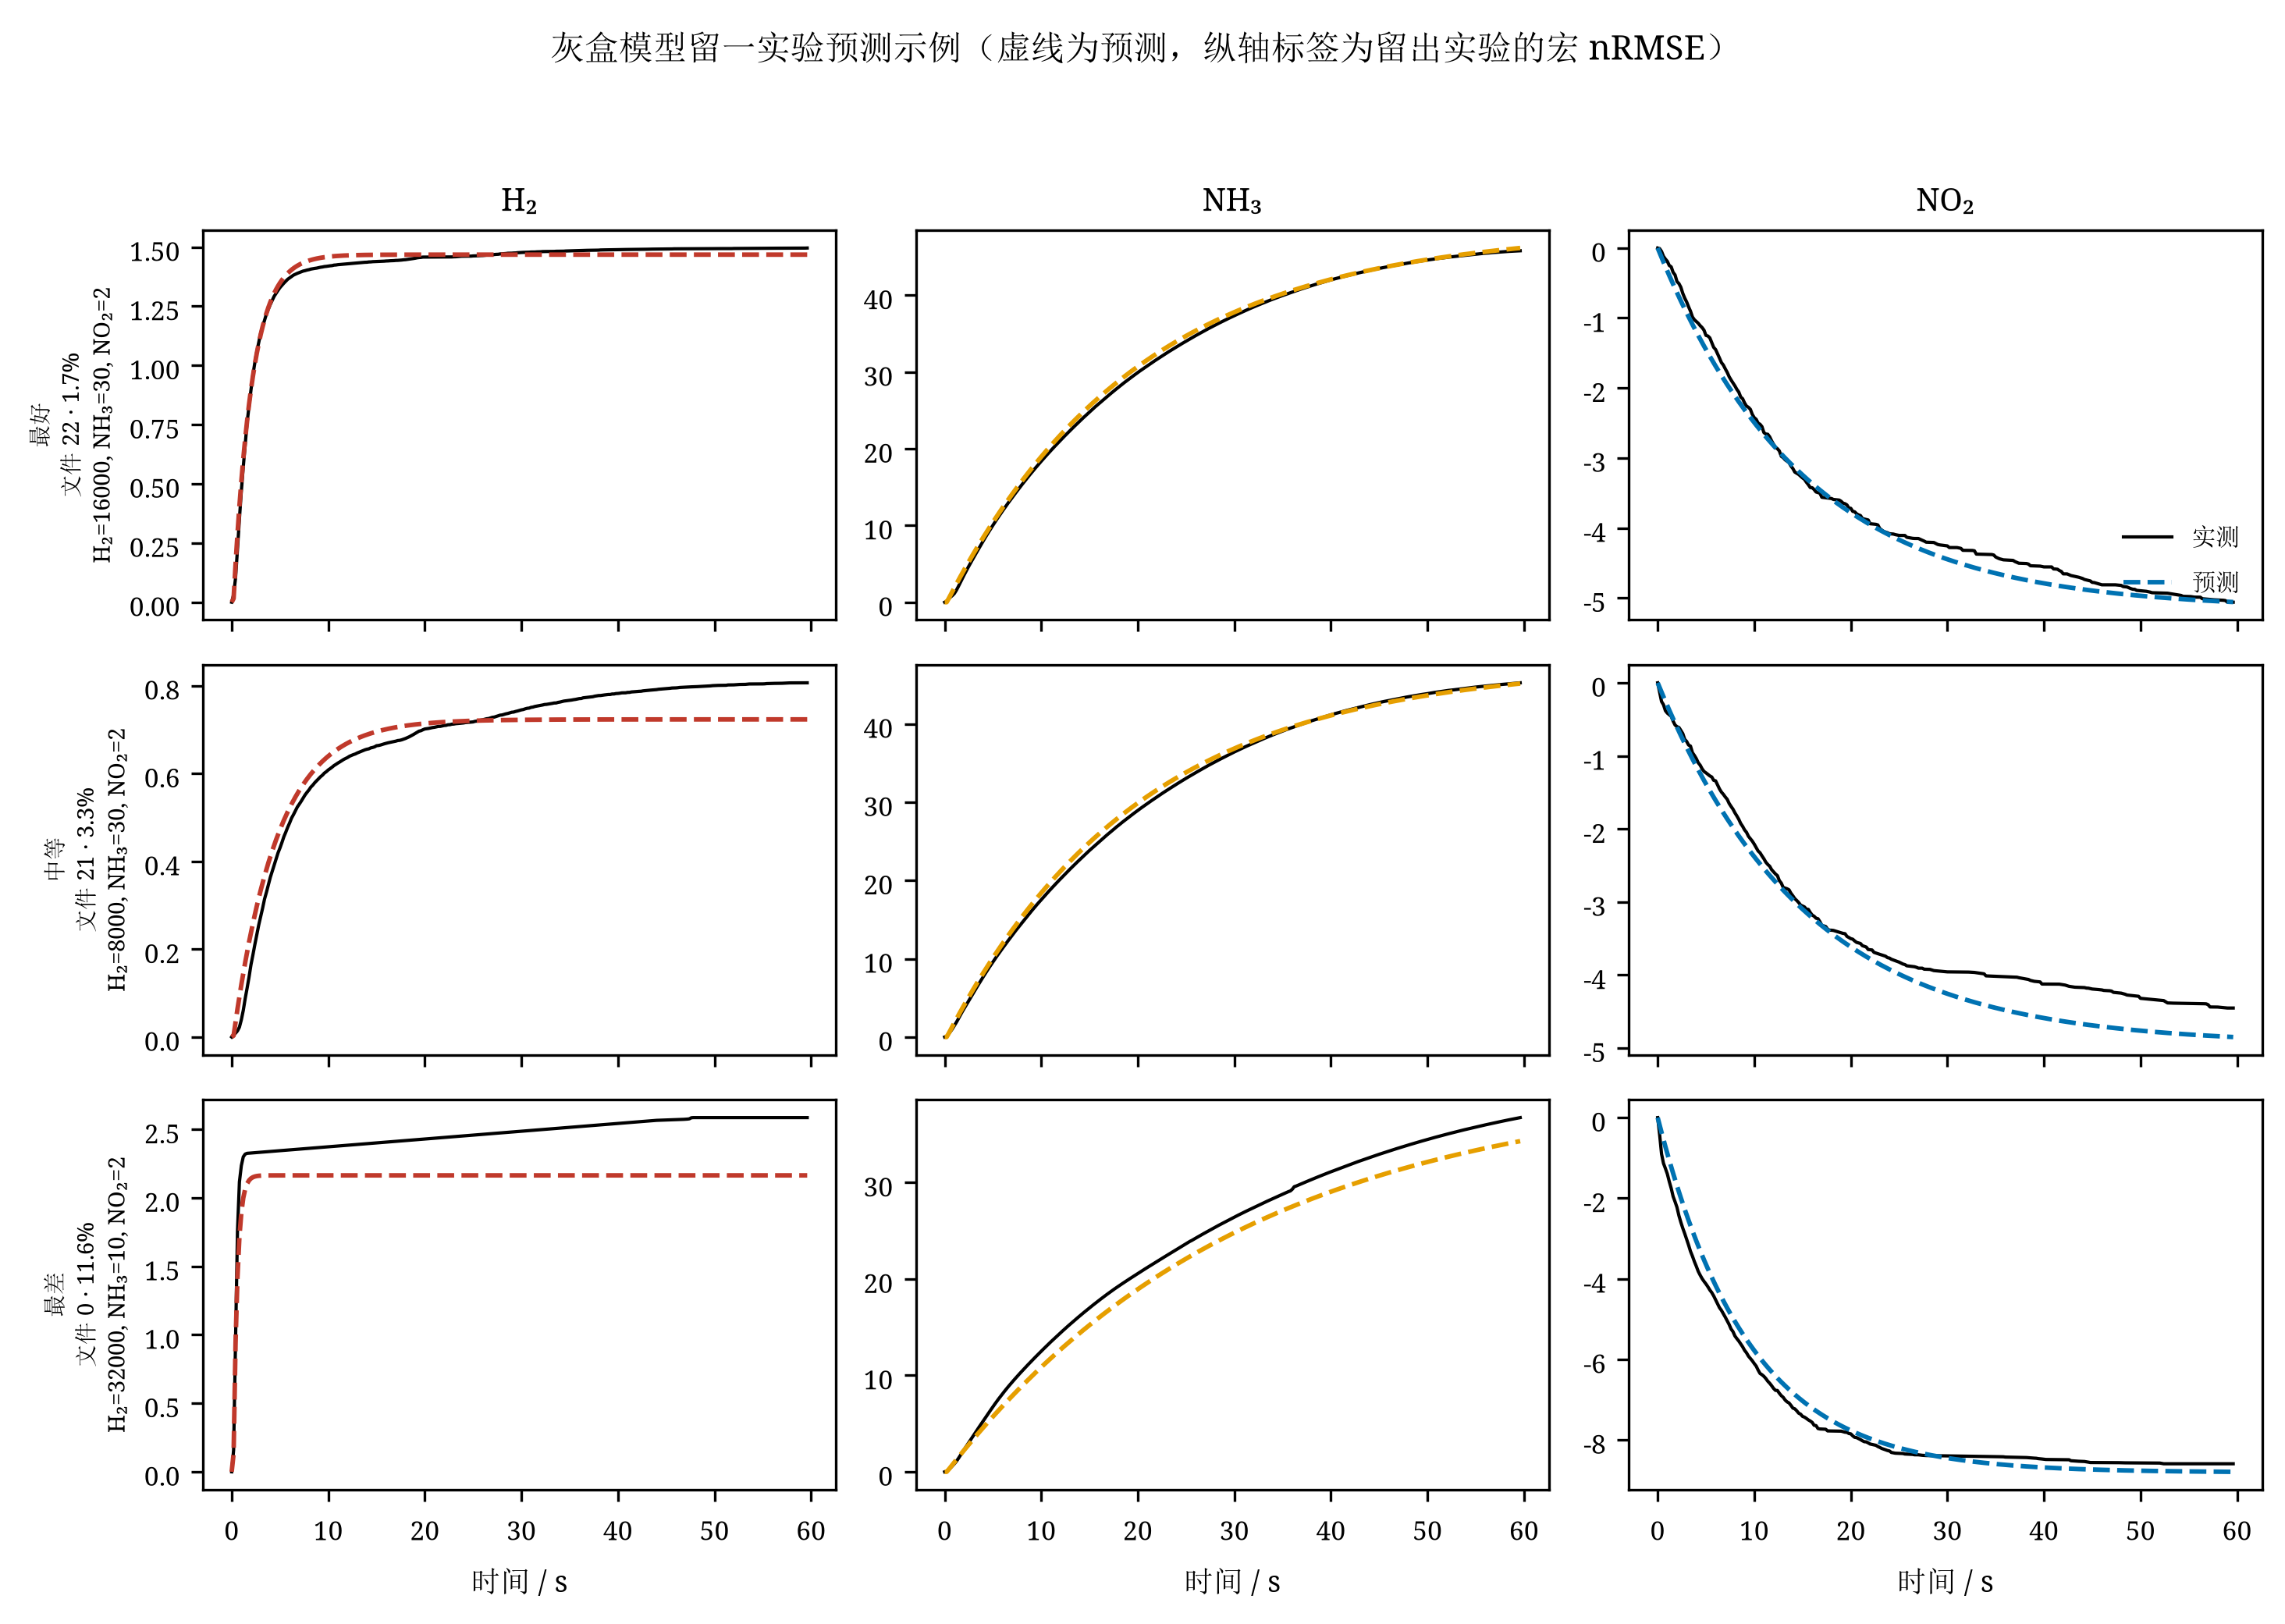 灰盒模型留一实验预测示例（虚线为预测，纵轴标签为留出实验的宏 nRMSE）
H₂
NH₃
NO₂
最好
文件 22 · 1.7%
H₂=16000, NH₃=30, NO₂=2
1.50
1.25
1.00
0.75
0.50
0.25
0.00
40
30
20
10
0
0
-1
-2
-3
-4
-5
实测
预测
中等
文件 21 · 3.3%
H₂=8000, NH₃=30, NO₂=2
0.8
0.6
0.4
0.2
0.0
40
30
20
10
0
0
-1
-2
-3
-4
-5
最差
文件 0 · 11.6%
H₂=32000, NH₃=10, NO₂=2
2.5
2.0
1.5
1.0
0.5
0.0
30
20
10
0
0
-2
-4
-6
-8
0 10 20 30 40 50 60
0 10 20 30 40 50 60
0 10 20 30 40 50 60
时间 / s
时间 / s
时间 / s